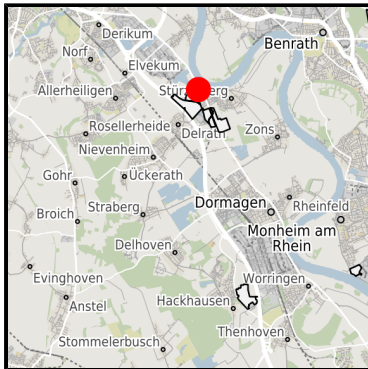 Derikum
Benrath
Norf
Elvekum
Allerheiligen
Rosellerheide
Delrath
Zons
Nievenheim
Gohr
Ückerath
Straberg
Dormagen
Rheinfeld
Broich
Monheim am
Rhein
Delhoven
Evinghoven
Worringen
Anstel
Hackhausen
Thenhoven
Stommelerbusch